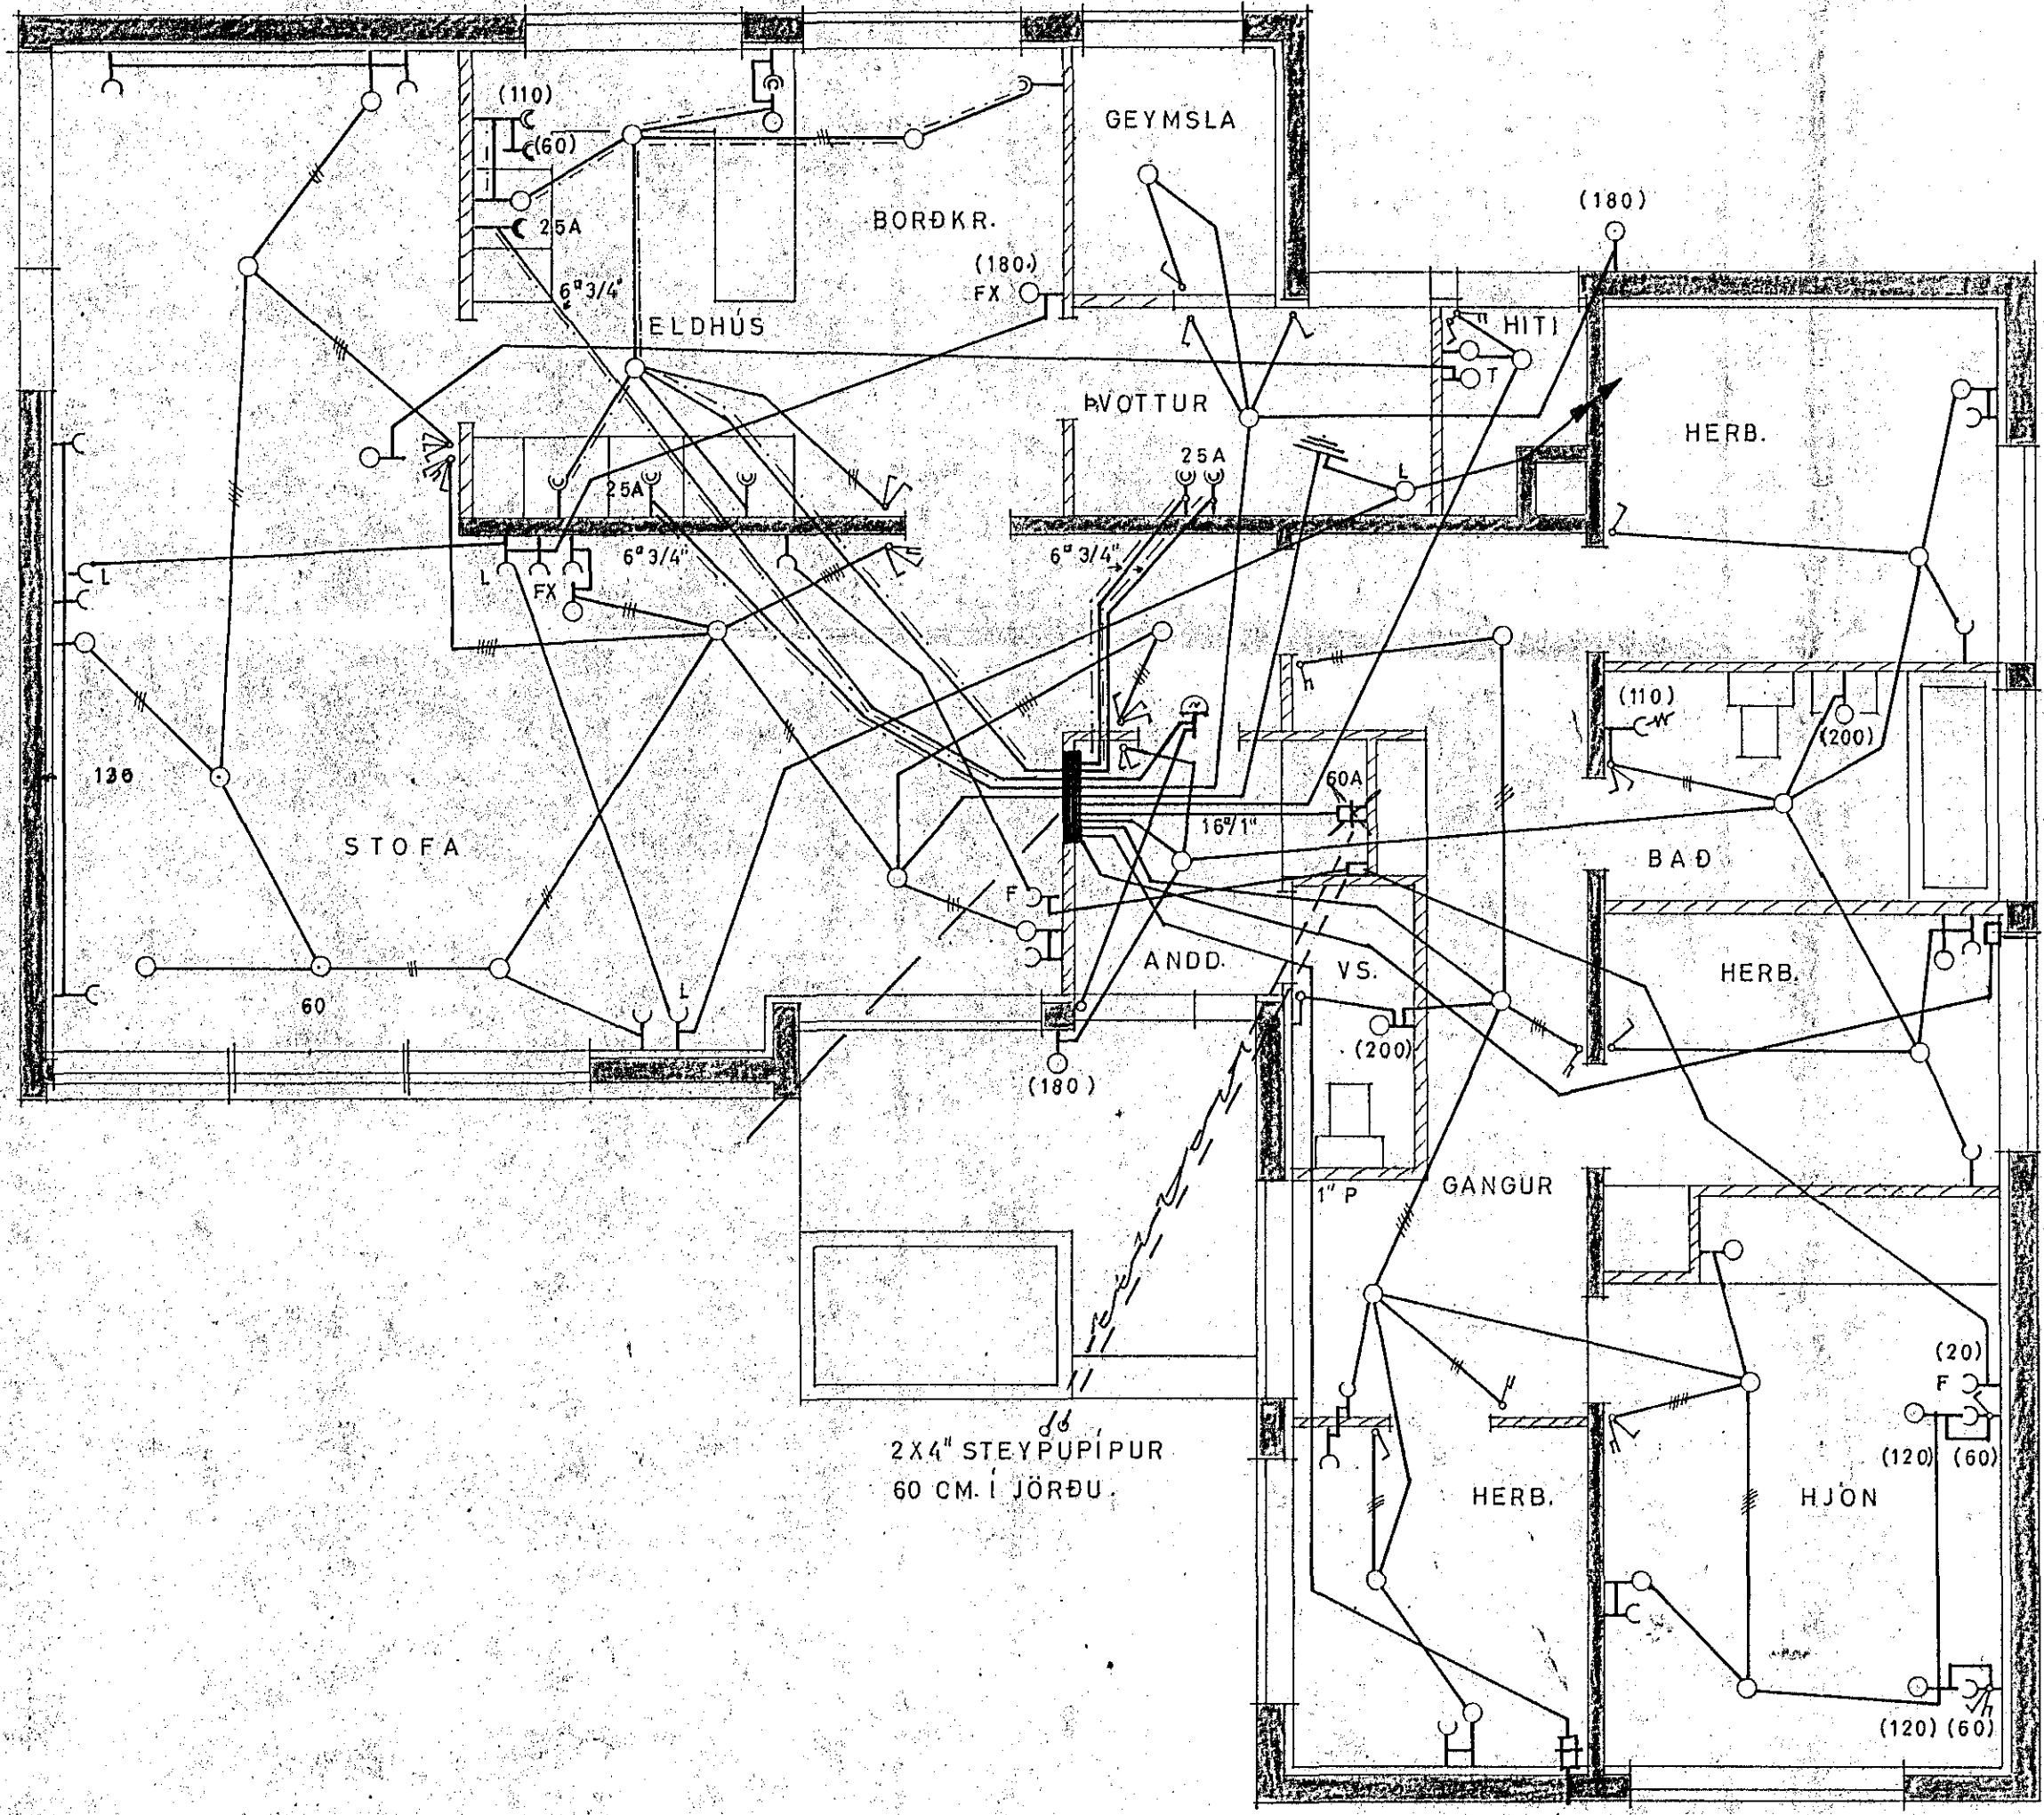 (110)
(60)
25A
GEYMSLA
BORÐKR.
(180)
(180)
FX
6□ 3/4"
ELDHÚS
HITI
T
ÞVOTTUR
HERB.
25A
25A
L
L
L
FX
6□ 3/4"
6□ 3/4"
(110)
(200)
60A
16□/1"
STOFA
BAÐ
F
ANDD.
VS.
HERB.
60
L
(200)
(180)
1" P
GANGUR
(20)
F
(120) (60)
2X4" STEYPUPÍPUR
60 CM. Í JÖRÐU.
HERB.
HJÓN
(120) (60)